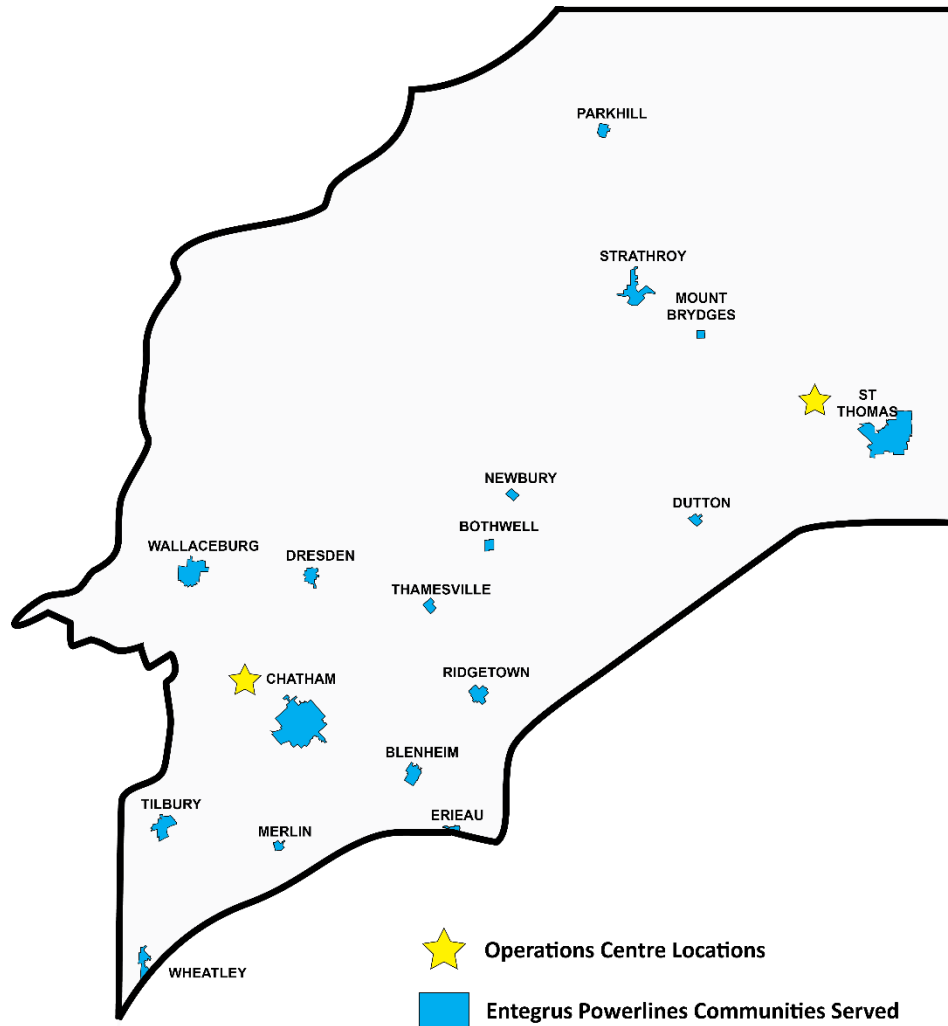 PARKHILL
STRATHROY
MOUNT
BRYDGES
ST
THOMAS
NEWBURY
DUTTON
BOTHWELL
WALLACEBURG
DRESDEN
THAMESVILLE
RIDGETOWN
CHATHAM
BLENHEIM
TILBURY
ERIEAU
MERLIN
WHEATLEY
Operations Centre Locations
Entegrus Powerlines Communities Served